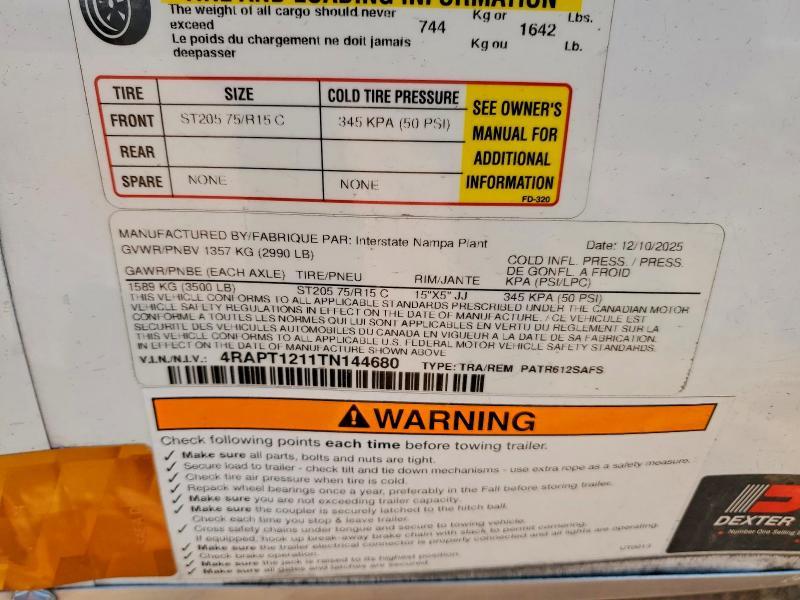 TIRE AND LOADING INFORMATION
The weight of all cargo should never
exceed 744 Kg or 1642 Lbs.
Le poids du chargement ne doit jamais Kg ou Lb.
deepasser
TIRE SIZE COLD TIRE PRESSURE
FRONT ST205 75/R15 C 345 KPA (50 PSI)
REAR
SPARE NONE NONE
SEE OWNER'S
MANUAL FOR
ADDITIONAL
INFORMATION
FD-320
MANUFACTURED BY/FABRIQUE PAR: Interstate Nampa Plant Date: 12/10/2025
GVWR/PNBV 1357 KG (2990 LB)
COLD INFL. PRESS. / PRESS.
DE GONFL. A FROID
GAWR/PNBE (EACH AXLE) TIRE/PNEU RIM/JANTE KPA (PSI/LPC)
1589 KG (3500 LB) ST205 75/R15 C 15"X5" JJ 345 KPA (50 PSI)
THIS VEHICLE CONFORMS TO ALL APPLICABLE STANDARDS PRESCRIBED UNDER THE CANADIAN MOTOR
VEHICLE SAFETY REGULATIONS IN EFFECT ON THE DATE OF MANUFACTURE. / CE VEHICULE EST
CONFORME A TOUTES LES NORMES QUI LUI SONT APPLICABLES EN VERTU DU REGLEMENT SUR LA
SECURITE DES VEHICULES AUTOMOBILES DU CANADA EN VIGUEUR A LA DATE DE SA FABRICATION.
THIS VEHICLE CONFORMS TO ALL APPLICABLE U.S. FEDERAL MOTOR VEHICLE SAFETY STANDARDS.
IN EFFECT ON THE DATE OF MANUFACTURE SHOWN ABOVE
V.I.N./N.I.V.: 4RAPT1211TN144680 TYPE: TRA/REM PATR612SAFS
WARNING
Check following points each time before towing trailer.
✓ Make sure all parts, bolts and nuts are tight.
✓ Secure load to trailer - check tilt and tie down mechanisms - use extra rope as a safety measure.
✓ Check tire air pressure when tire is cold.
✓ Repack wheel bearings once a year, preferably in the Fall before storing trailer.
✓ Make sure you are not exceeding trailer capacity.
✓ Make sure the coupler is securely latched to the hitch ball.
Check each time you stop & leave trailer.
✓ Cross safety chains under tongue and secure to towing vehicle.
If equipped, hook up break-away brake chain with slack to permit cornering.
✓ Make sure the trailer electrical connector is properly connected and all lights are operating.
✓ Check brake operation.
✓ Make sure the jack is raised to its highest position.
✓ Make sure all gates and latches are secured.
DEXTER
Number One Selling